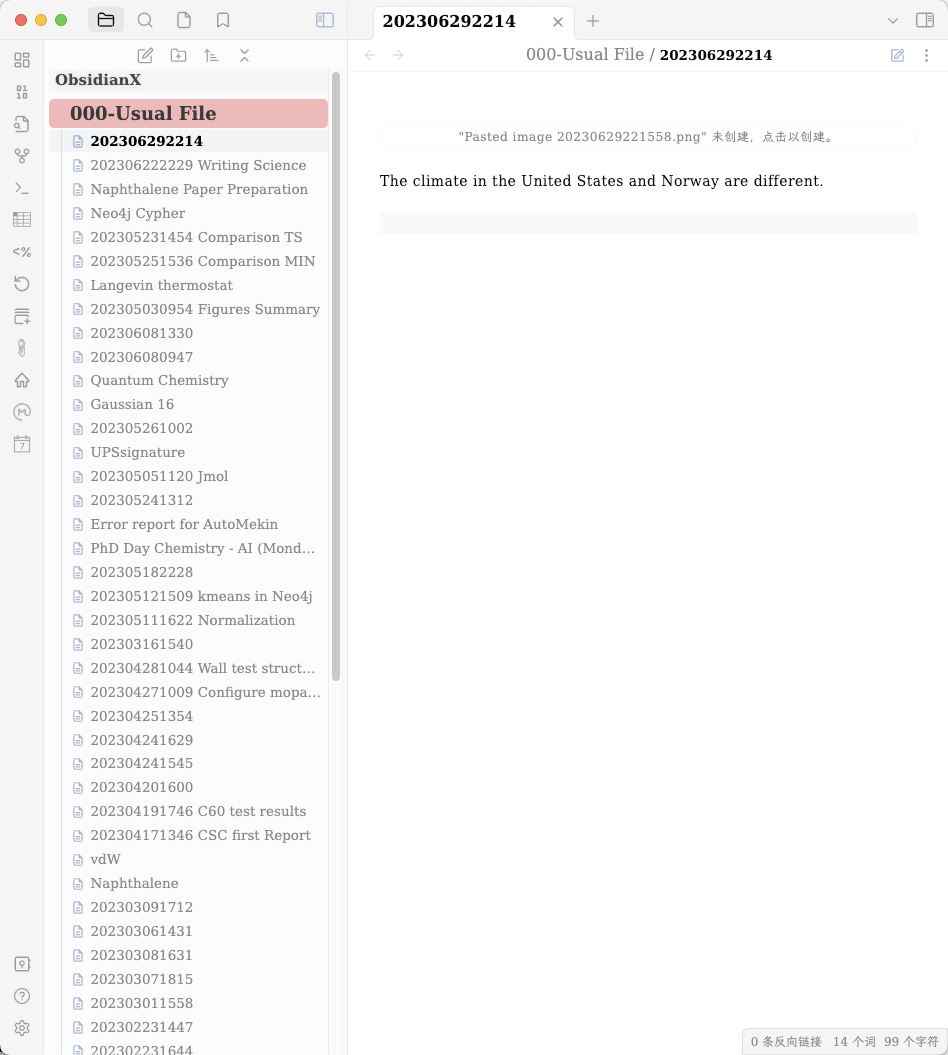 202306292214
ObsidianX
000-Usual File
202306292214
202306222229 Writing Science
Naphthalene Paper Preparation
Neo4j Cypher
202305231454 Comparison TS
202305251536 Comparison MIN
Langevin thermostat
202305030954 Figures Summary
202306081330
202306080947
Quantum Chemistry
Gaussian 16
202305261002
UPSsignature
202305051120 Jmol
202305241312
Error report for AutoMekin
PhD Day Chemistry - AI (Mond...
202305182228
202305121509 kmeans in Neo4j
202305111622 Normalization
202303161540
202304281044 Wall test struct...
202304271009 Configure mopa...
202304251354
202304241629
202304241545
202304201600
202304191746 C60 test results
202304171346 CSC first Report
vdW
Naphthalene
202303091712
202303061431
202303081631
202303071815
202303011558
202302231447
202302231644
000-Usual File / 202306292214
"Pasted image 20230629221558.png" 未创建，点击以创建。
The climate in the United States and Norway are different.
0 条反向链接 14 个词 99 个字符
<%
7